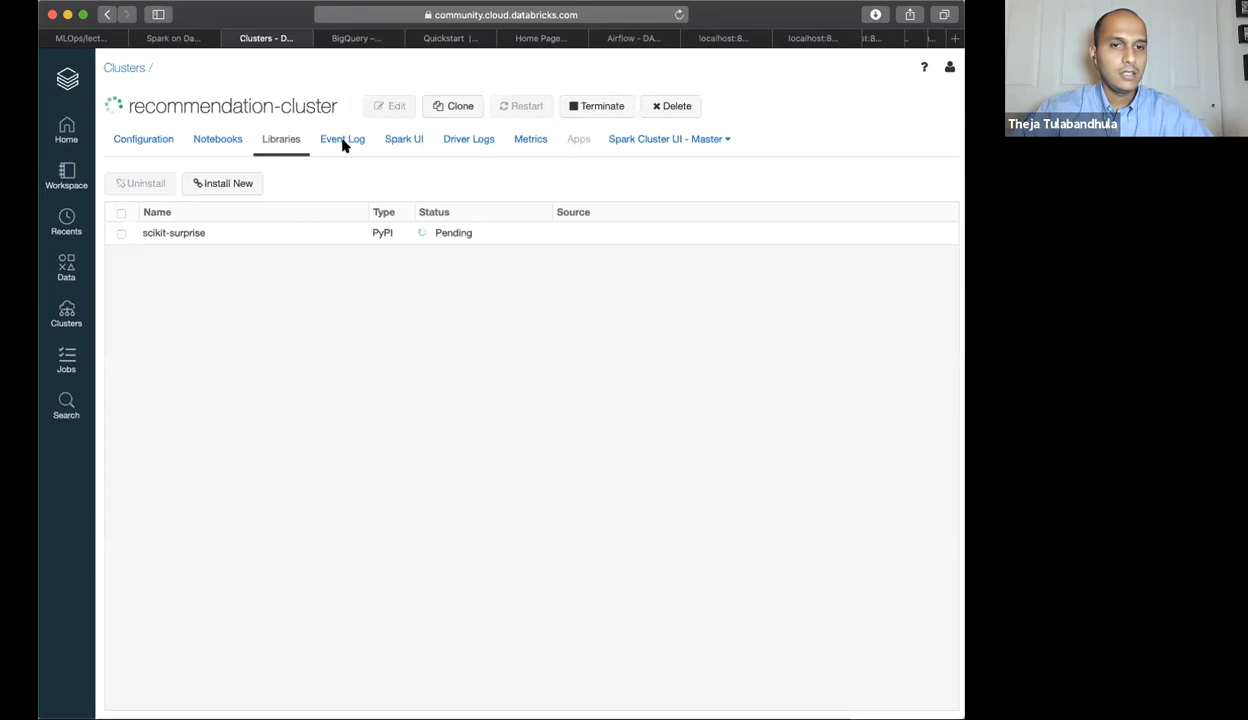 community.cloud.databricks.com
MLOps/lect... Spark on Da... Clusters – D... BigQuery –... Quickstart |... Home Page... Airflow – DA... localhost:8... localhost:8...
Clusters / ?
recommendation-cluster Edit Clone Restart Terminate Delete
Configuration Notebooks Libraries Event Log Spark UI Driver Logs Metrics Apps Spark Cluster UI - Master
Uninstall Install New
Name Type Status Source
scikit-surprise PyPI Pending
Home
Workspace
Recents
Data
Clusters
Jobs
Search
Theja Tulabandhula